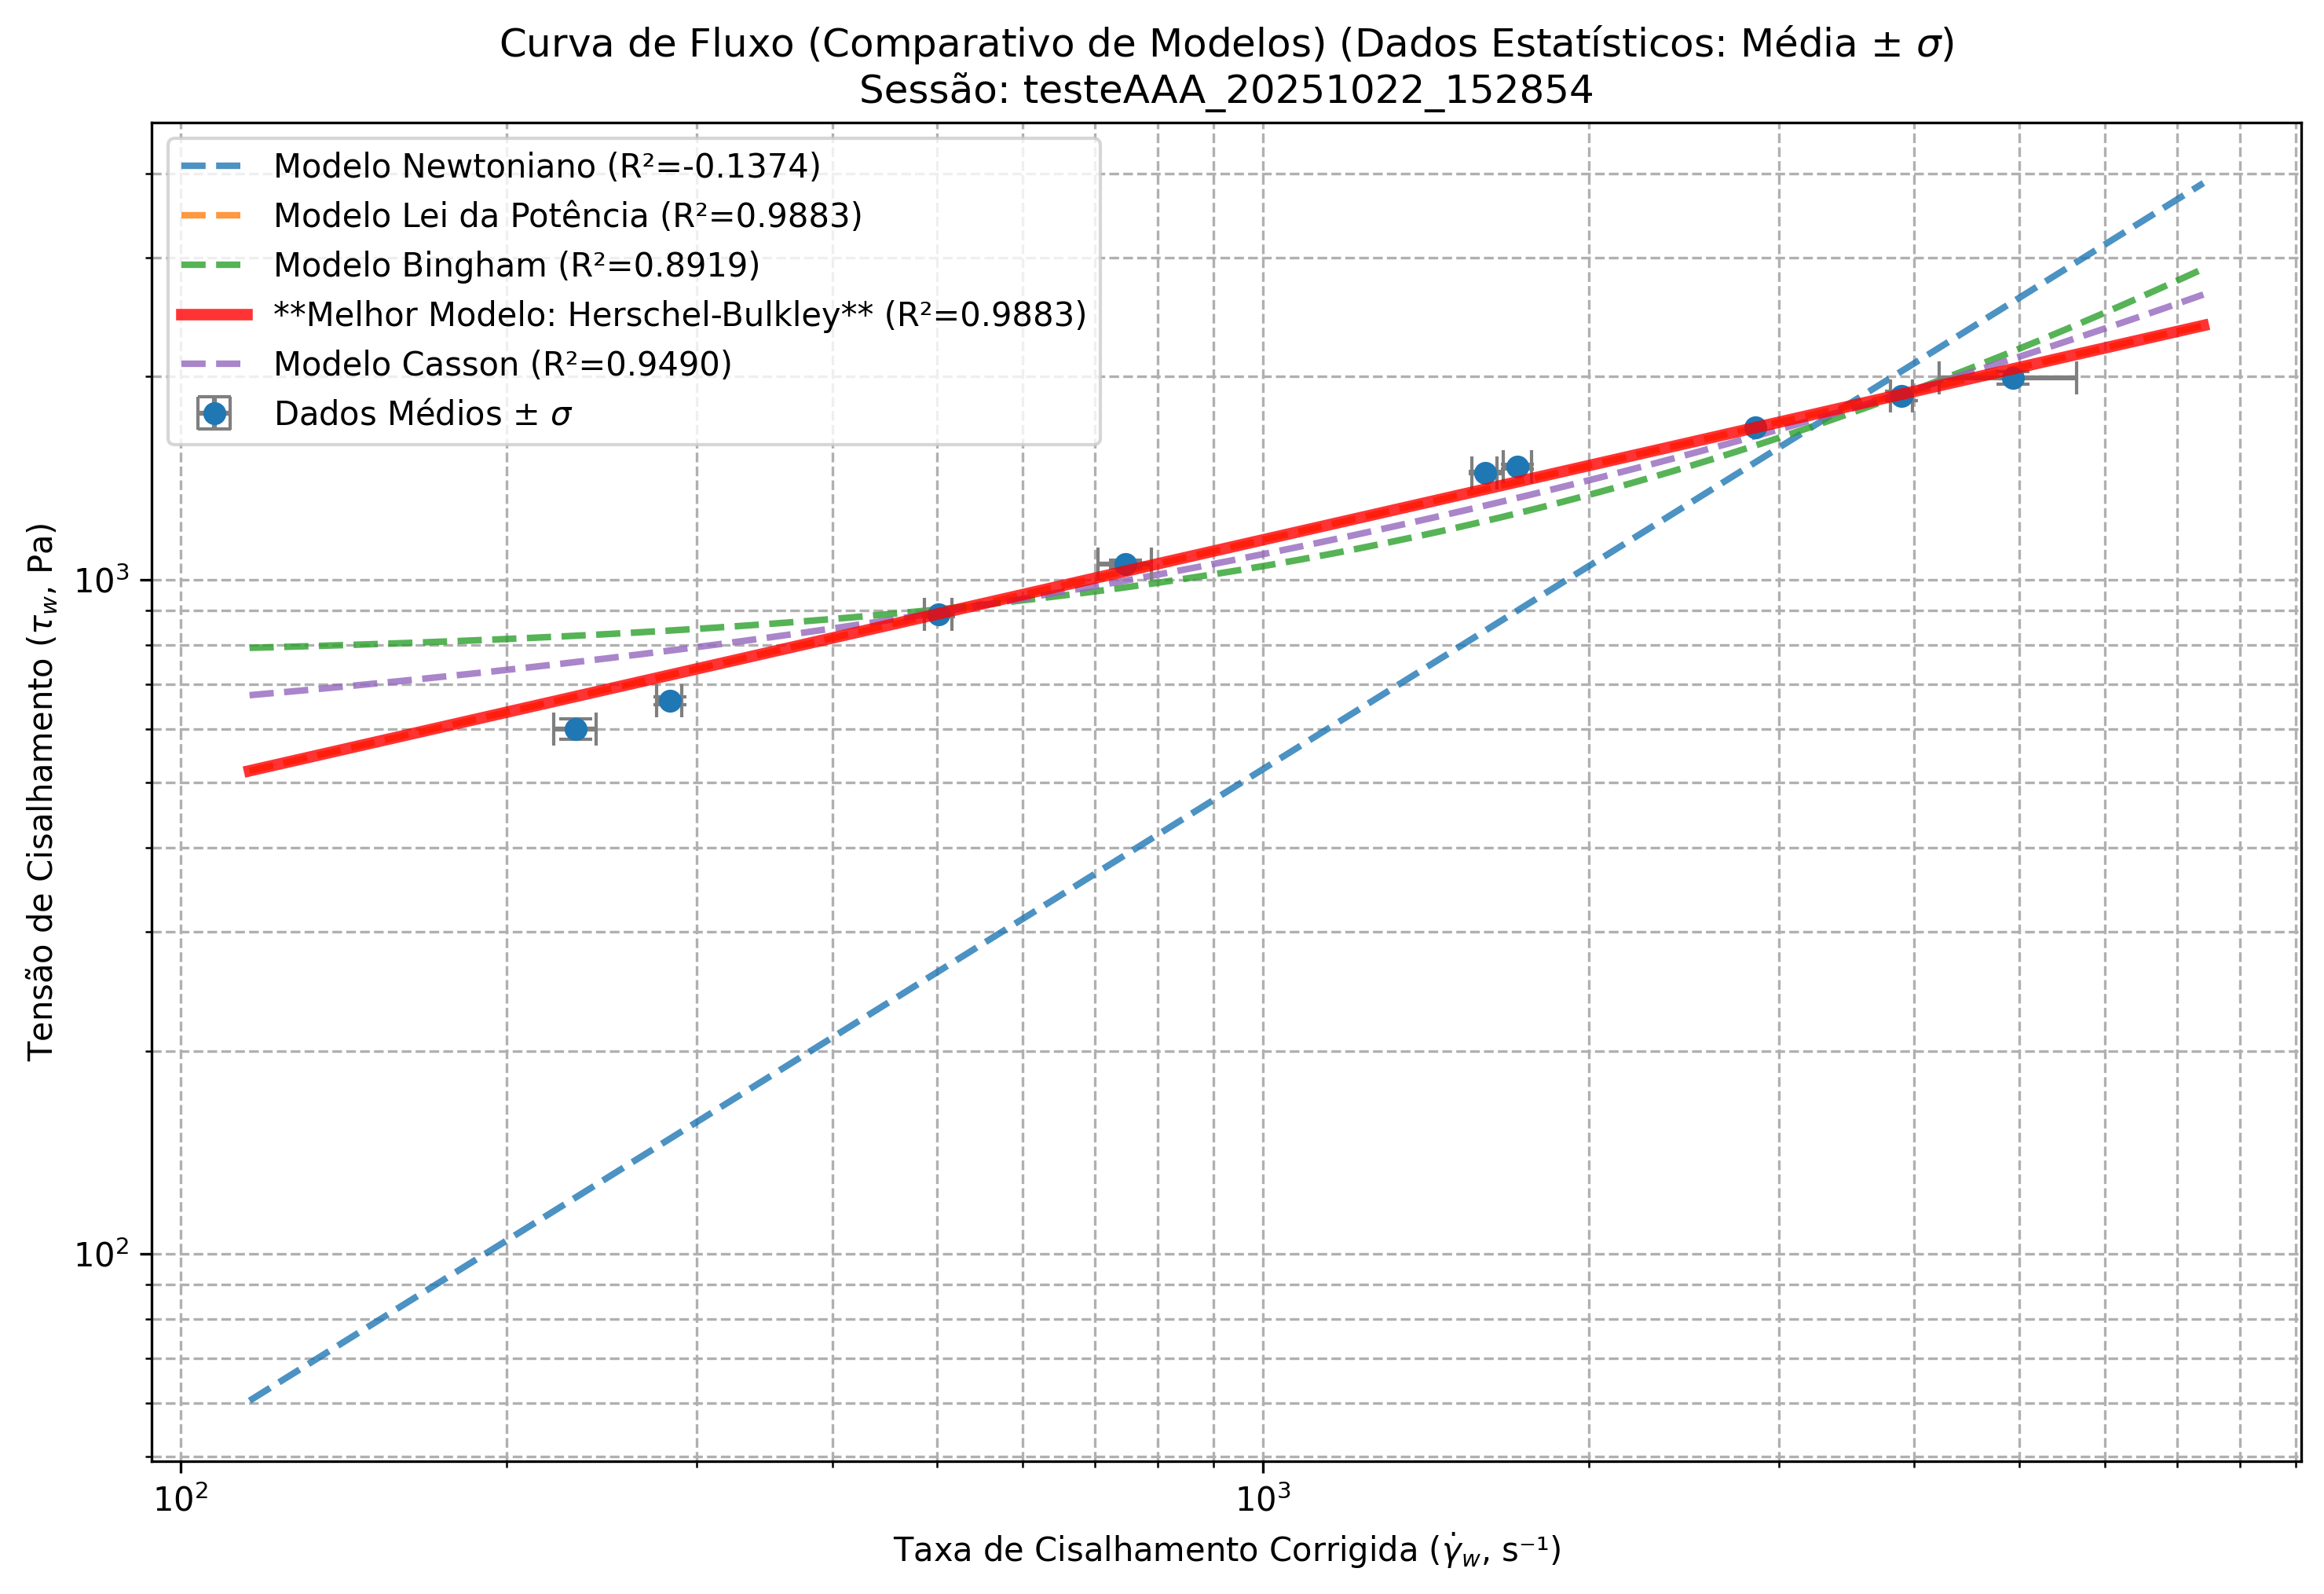 Curva de Fluxo (Comparativo de Modelos) (Dados Estatísticos: Média ± σ)
Sessão: testeAAA_20251022_152854
Modelo Newtoniano (R²=-0.1374)
Modelo Lei da Potência (R²=0.9883)
Modelo Bingham (R²=0.8919)
**Melhor Modelo: Herschel-Bulkley** (R²=0.9883)
Modelo Casson (R²=0.9490)
Dados Médios ± σ
Tensão de Cisalhamento (τ_w, Pa)
10³
10²
10²
10³
Taxa de Cisalhamento Corrigida (γ̇_w, s⁻¹)